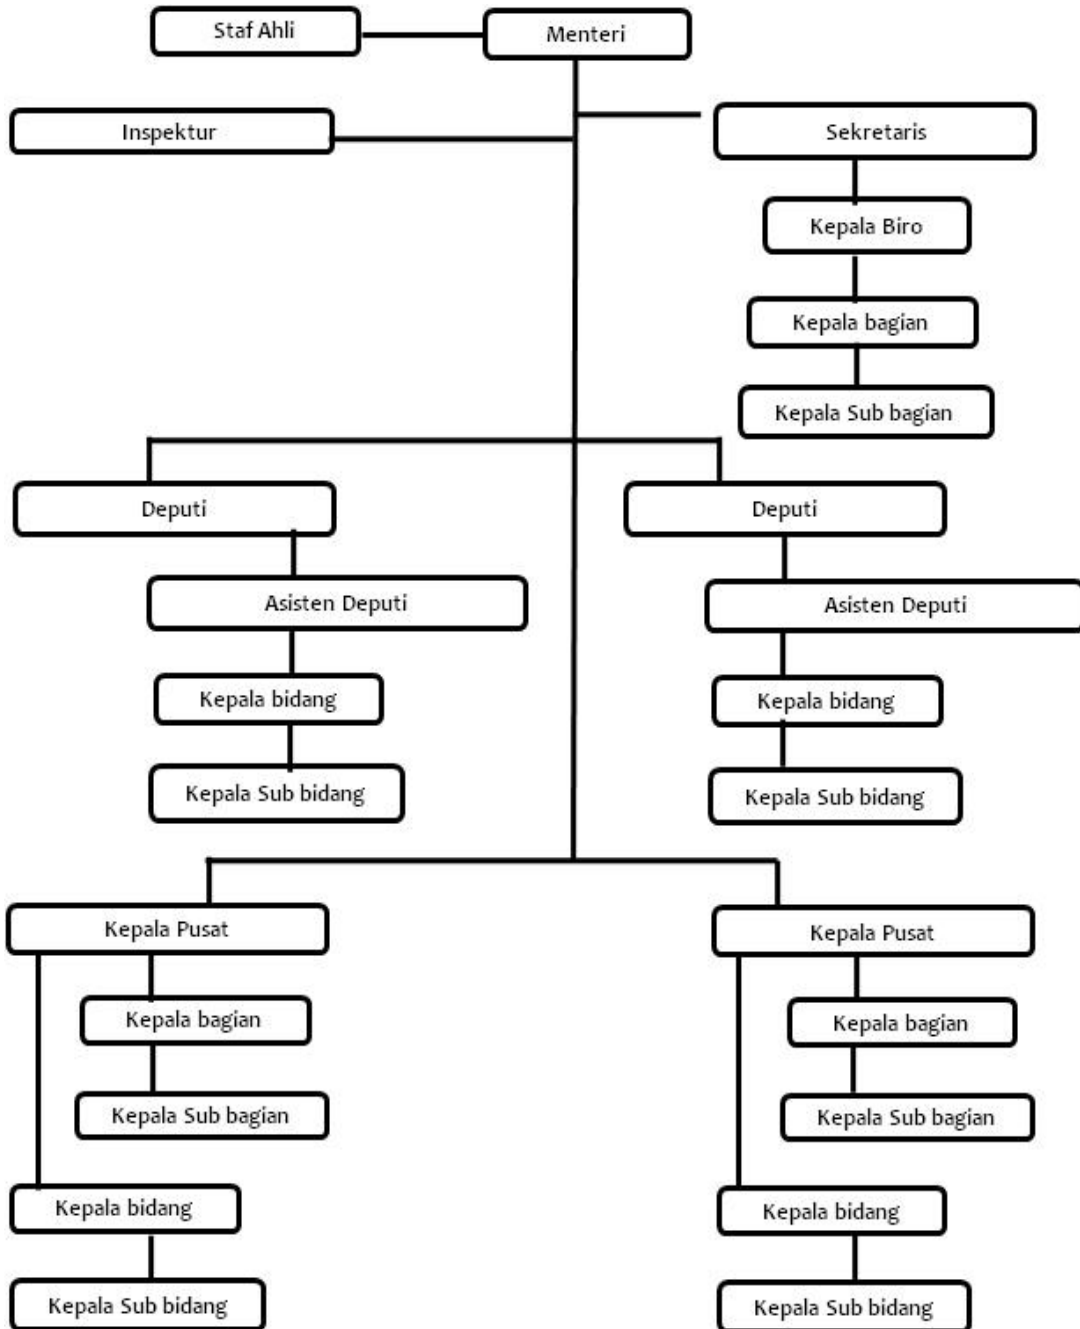 Staf Ahli
Menteri
Inspektur
Sekretaris
Kepala Biro
Kepala bagian
Kepala Sub bagian
Deputi
Deputi
Asisten Deputi
Asisten Deputi
Kepala bidang
Kepala bidang
Kepala Sub bidang
Kepala Sub bidang
Kepala Pusat
Kepala Pusat
Kepala bagian
Kepala bagian
Kepala Sub bagian
Kepala Sub bagian
Kepala bidang
Kepala bidang
Kepala Sub bidang
Kepala Sub bidang